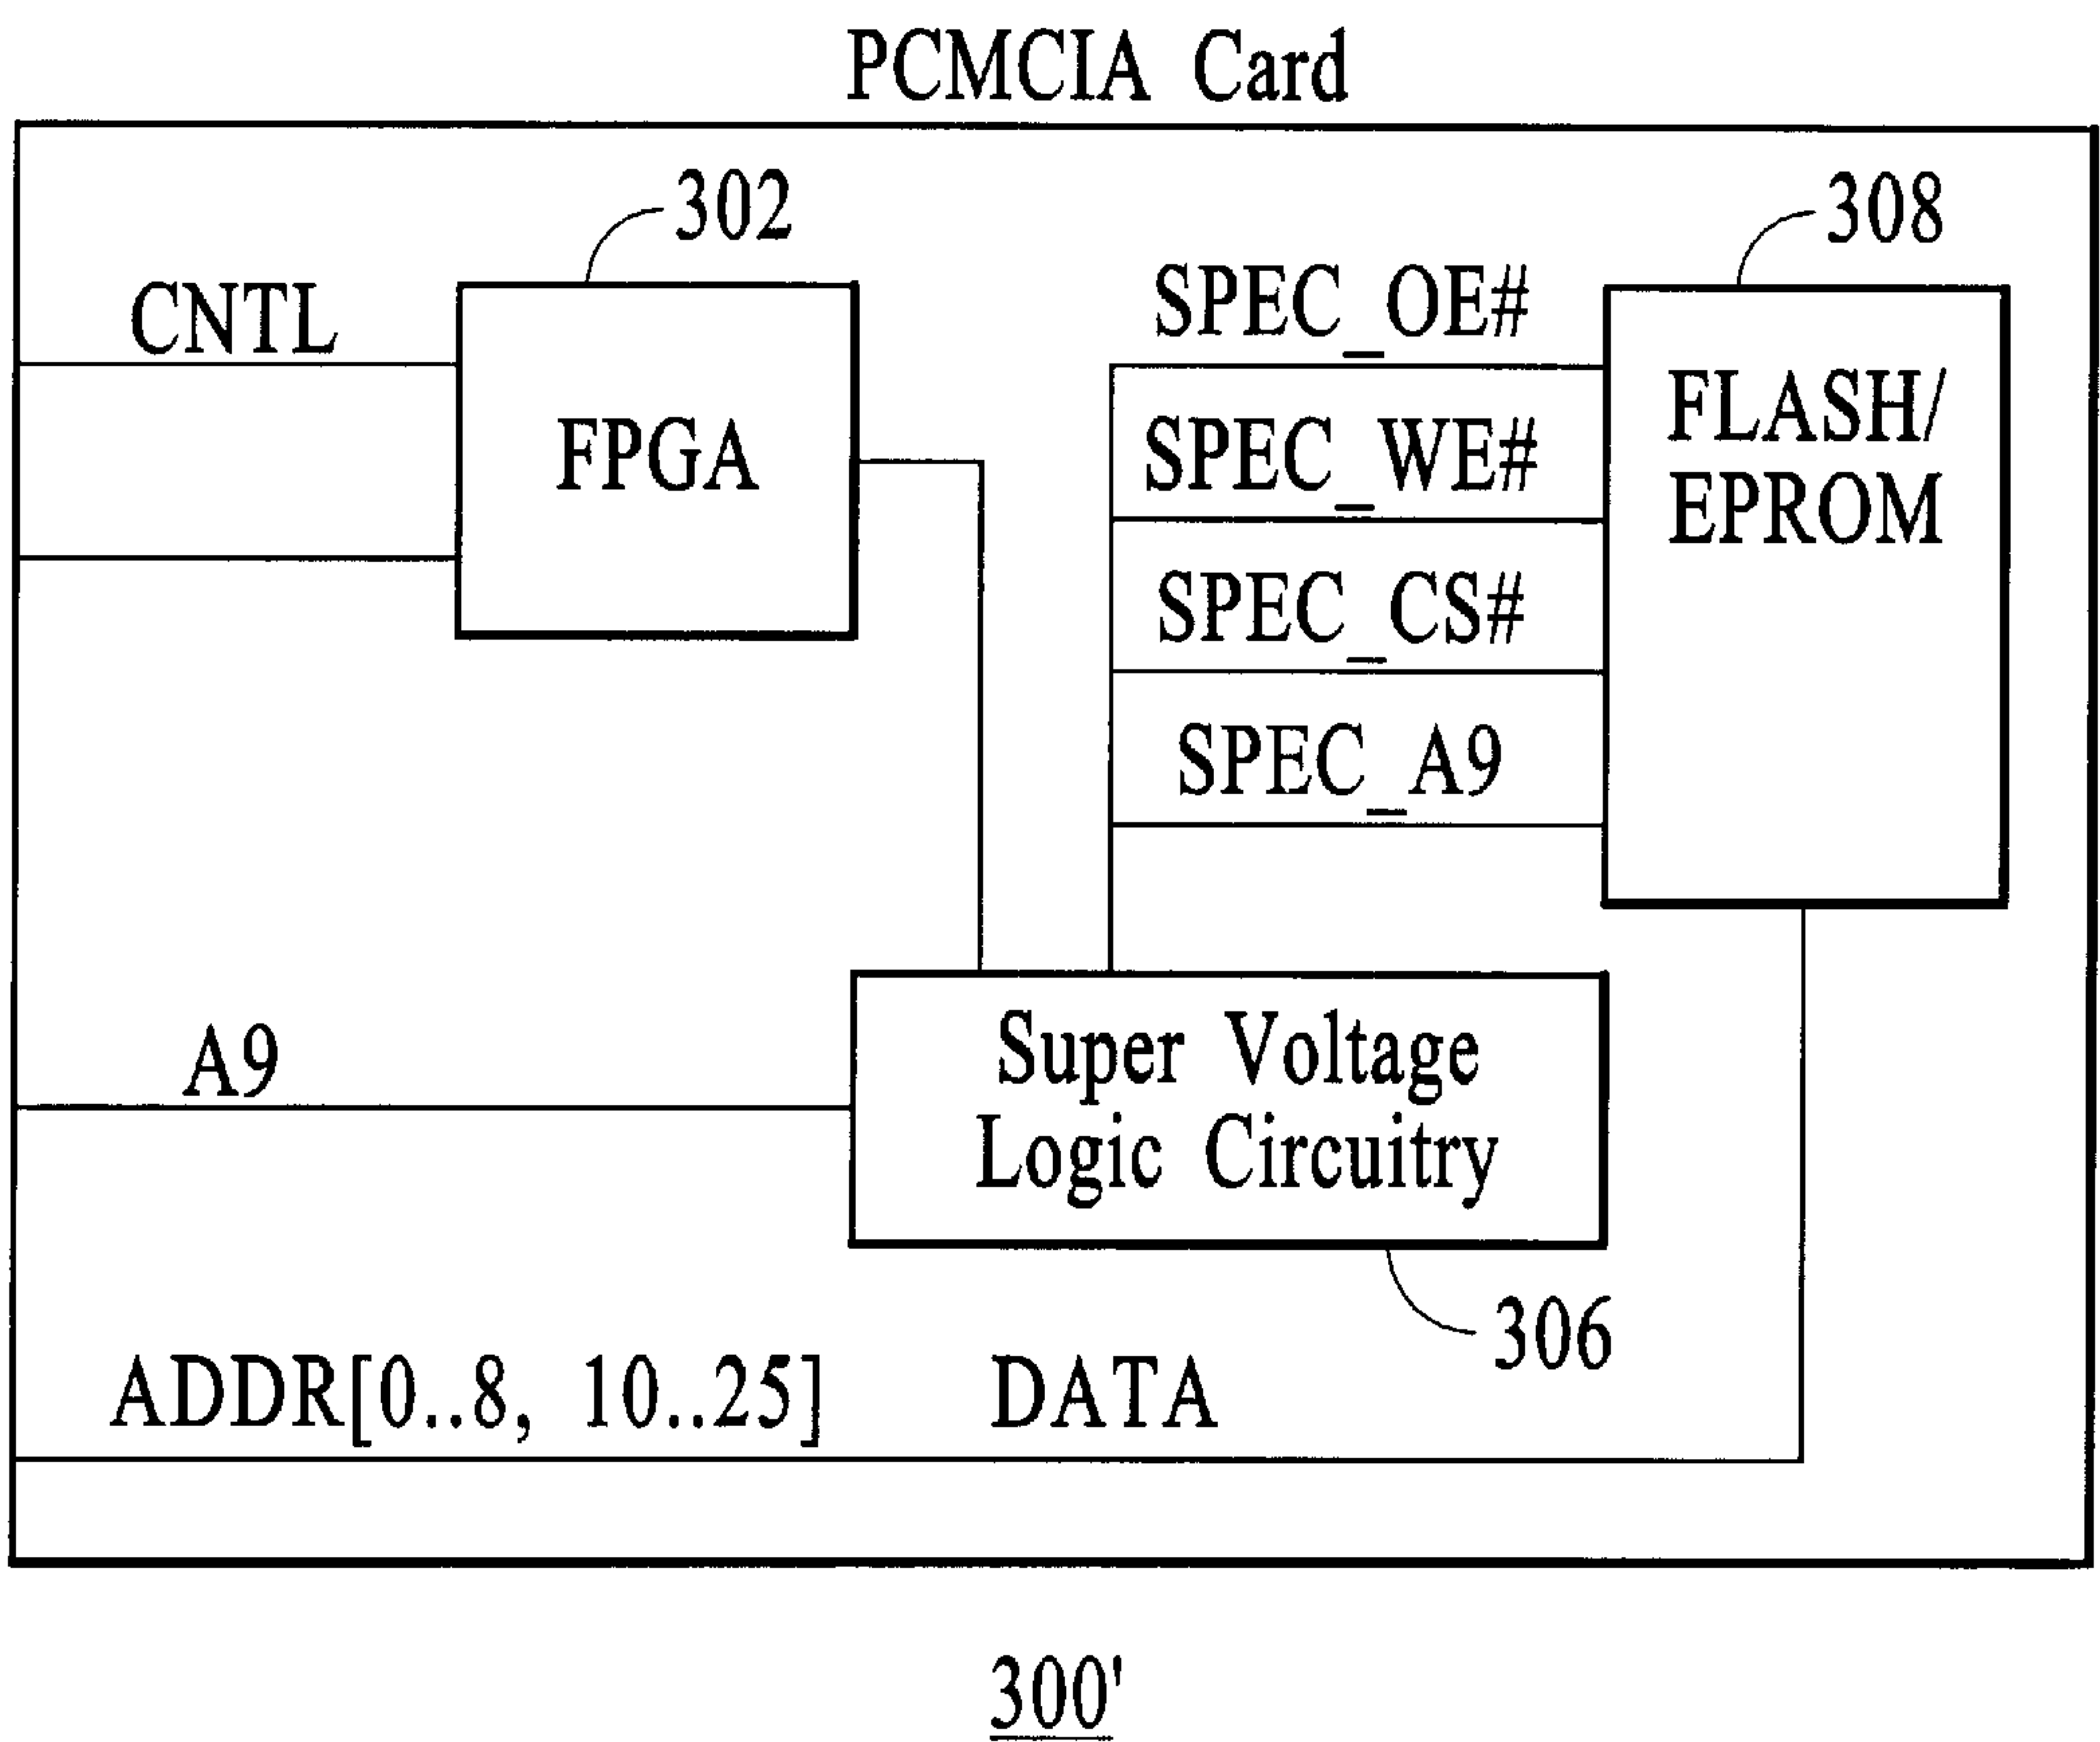 PCMCIA Card
302
308
CNTL
SPEC_OE#
FPGA
SPEC_WE#
FLASH/
EPROM
SPEC_CS#
SPEC_A9
A9
Super Voltage
Logic Circuitry
306
ADDR[0..8, 10..25] DATA
300'